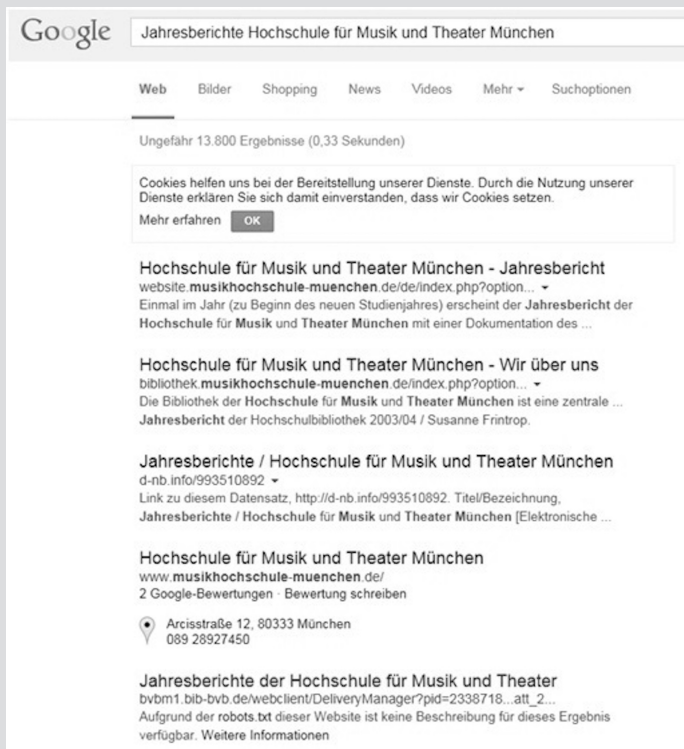 Google Jahresberichte Hochschule für Musik und Theater München
Web Bilder Shopping News Videos Mehr Suchoptionen
Ungefähr 13.800 Ergebnisse (0,33 Sekunden)
Cookies helfen uns bei der Bereitstellung unserer Dienste. Durch die Nutzung unserer
Dienste erklären Sie sich damit einverstanden, dass wir Cookies setzen.
Mehr erfahren OK
Hochschule für Musik und Theater München - Jahresbericht
website.musikhochschule-muenchen.de/de/index.php?option...
Einmal im Jahr (zu Beginn des neuen Studienjahres) erscheint der Jahresbericht der
Hochschule für Musik und Theater München mit einer Dokumentation des ...
Hochschule für Musik und Theater München - Wir über uns
bibliothek.musikhochschule-muenchen.de/index.php?option...
Die Bibliothek der Hochschule für Musik und Theater München ist eine zentrale ...
Jahresbericht der Hochschulbibliothek 2003/04 / Susanne Frintrop.
Jahresberichte / Hochschule für Musik und Theater München
d-nb.info/993510892
Link zu diesem Datensatz, http://d-nb.info/993510892. Titel/Bezeichnung,
Jahresberichte / Hochschule für Musik und Theater München [Elektronische ...
Hochschule für Musik und Theater München
www.musikhochschule-muenchen.de/
2 Google-Bewertungen · Bewertung schreiben
Arcisstraße 12, 80333 München
089 28927450
Jahresberichte der Hochschule für Musik und Theater
bvbm1.bib-bvb.de/webclient/DeliveryManager?pid=2338718...att_2...
Aufgrund der robots.txt dieser Website ist keine Beschreibung für dieses Ergebnis
verfügbar. Weitere Informationen